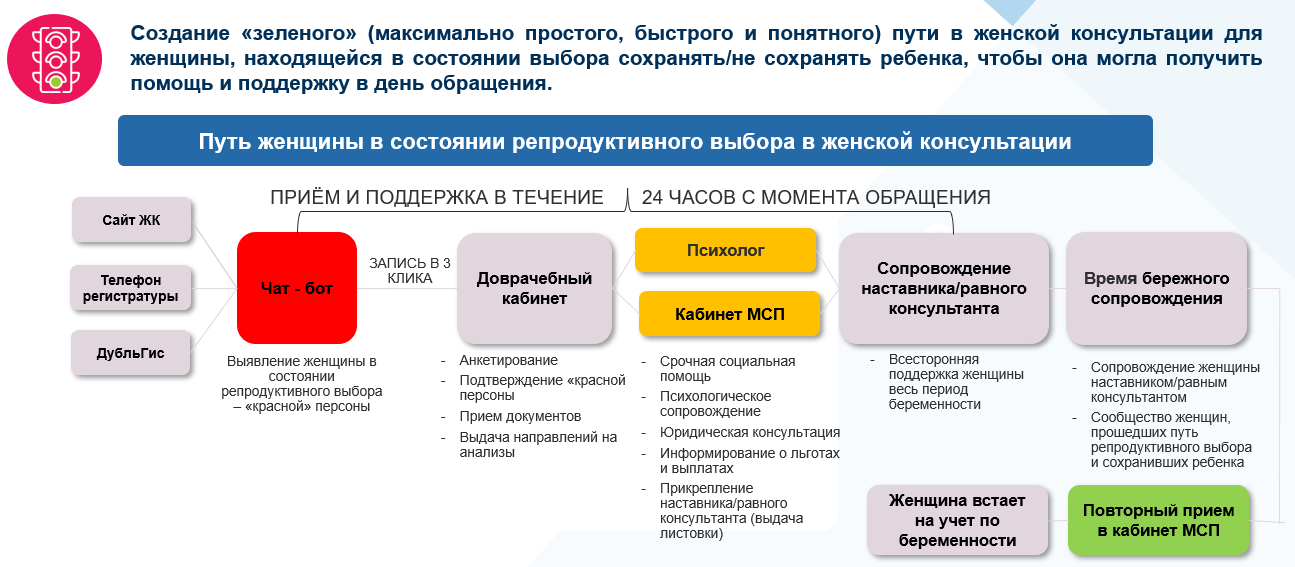 Создание «зеленого» (максимально простого, быстрого и понятного) пути в женской консультации для
женщины, находящейся в состоянии выбора сохранять/не сохранять ребенка, чтобы она могла получить
помощь и поддержку в день обращения.
Путь женщины в состоянии репродуктивного выбора в женской консультации
ПРИЁМ И ПОДДЕРЖКА В ТЕЧЕНИЕ
24 ЧАСОВ С МОМЕНТА ОБРАЩЕНИЯ
Сайт ЖК
Телефон
регистратуры
ДубльГис
Чат - бот
Выявление женщины в
состоянии
репродуктивного выбора
– «красной» персоны
ЗАПИСЬ В 3
КЛИКА
Доврачебный
кабинет
- Анкетирование
- Подтверждение «красной
персоны
- Прием документов
- Выдача направлений на
анализы
Психолог
Кабинет МСП
- Срочная социальная
помощь
- Психологическое
сопровождение
- Юридическая консультация
- Информирование о льготах
и выплатах
- Прикрепление
наставника/равного
консультанта (выдача
листовки)
Сопровождение
наставника/равного
консультанта
- Всесторонняя
поддержка женщины
весь период
беременности
Время бережного
сопровождения
- Сопровождение женщины
наставником/равным
консультантом
- Сообщество женщин,
прошедших путь
репродуктивного выбора
и сохранивших ребенка
Женщина встает
на учет по
беременности
Повторный прием
в кабинет МСП